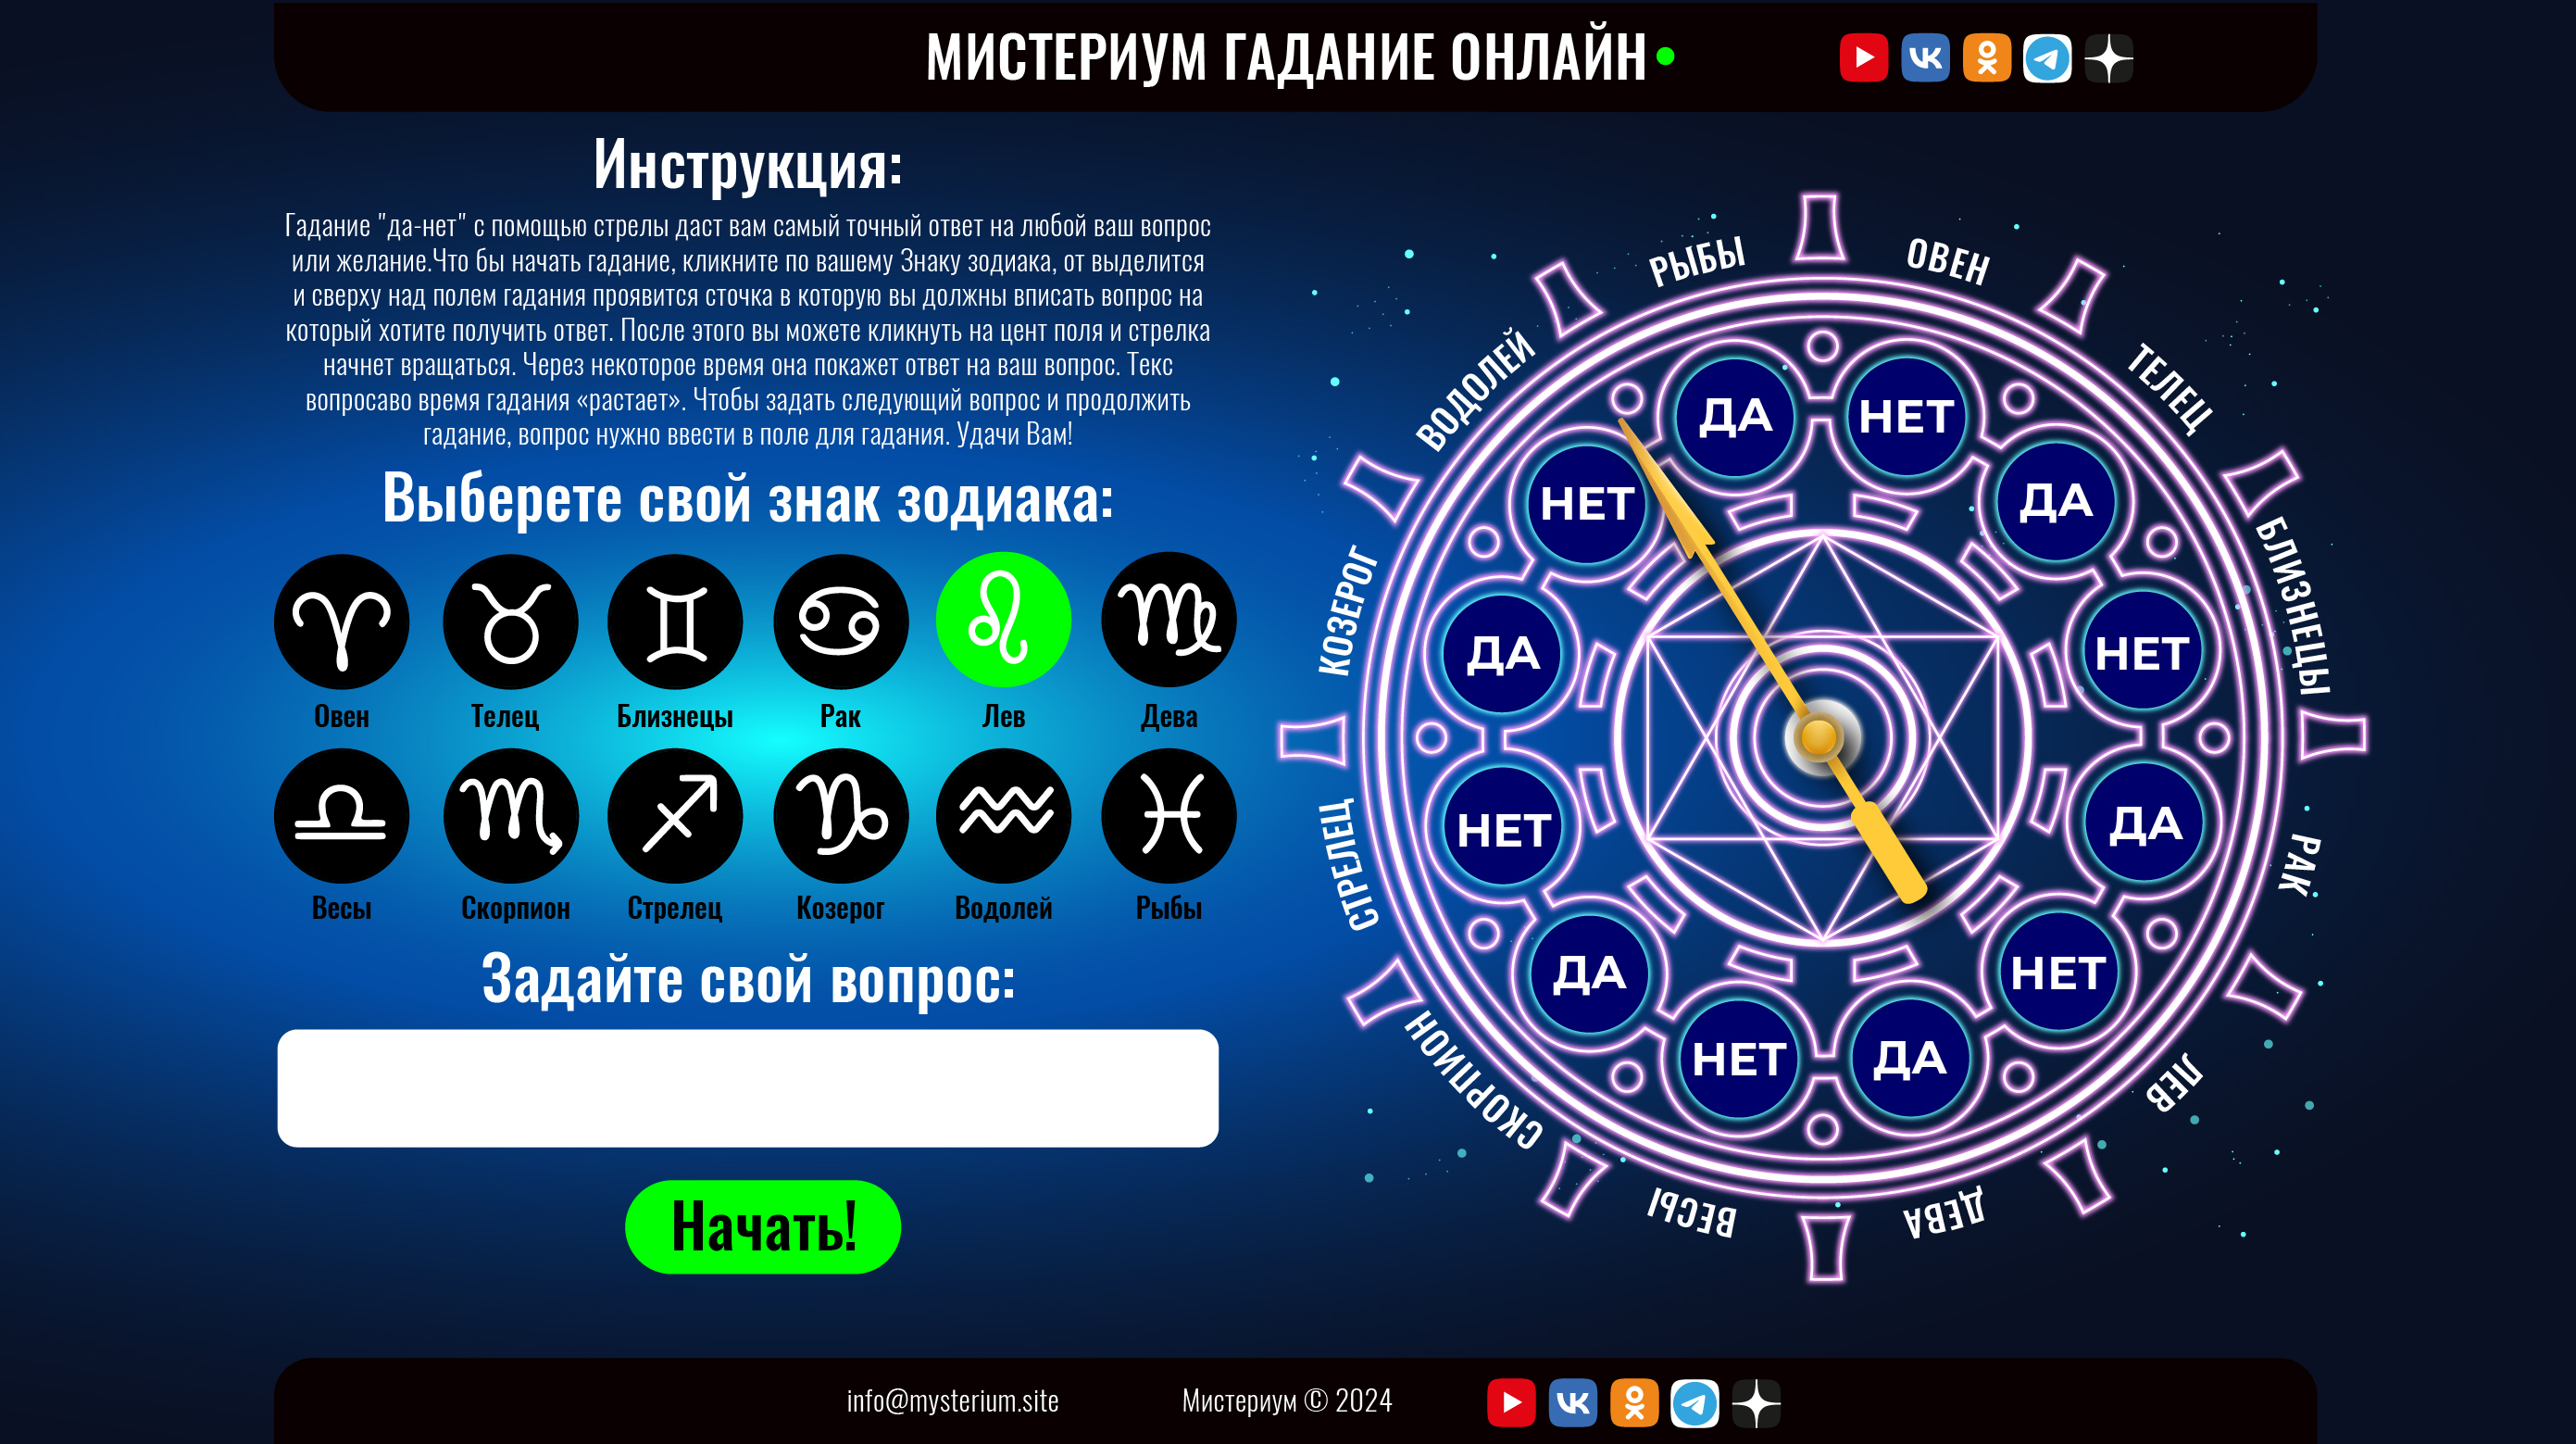 МИСТЕРИУМ ГАДАНИЕ ОНЛАЙН
Инструкция:
Гадание "да-нет" с помощью стрелы даст вам самый точный ответ на любой ваш вопрос
или желание.Что бы начать гадание, кликните по вашему Знаку зодиака, от выделится
и сверху над полем гадания проявится сточка в которую вы должны вписать вопрос на
который хотите получить ответ. После этого вы можете кликнуть на цент поля и стрелка
начнет вращаться. Через некоторое время она покажет ответ на ваш вопрос. Текс
вопросаво время гадания «растает». Чтобы задать следующий вопрос и продолжить
гадание, вопрос нужно ввести в поле для гадания. Удачи Вам!
Выберете свой знак зодиака:
Овен
Телец
Близнецы
Рак
Лев
Дева
Весы
Скорпион
Стрелец
Козерог
Водолей
Рыбы
Задайте свой вопрос:
Начать!
ОВЕН
ТЕЛЕЦ
БЛИЗНЕЦЫ
РАК
ЛЕВ
ДЕВА
ВЕСЫ
СКОРПИОН
СТРЕЛЕЦ
КОЗЕРОГ
ВОДОЛЕЙ
РЫБЫ
НЕТ
ДА
НЕТ
ДА
НЕТ
ДА
НЕТ
ДА
НЕТ
ДА
НЕТ
ДА
info@mysterium.site
Мистериум © 2024